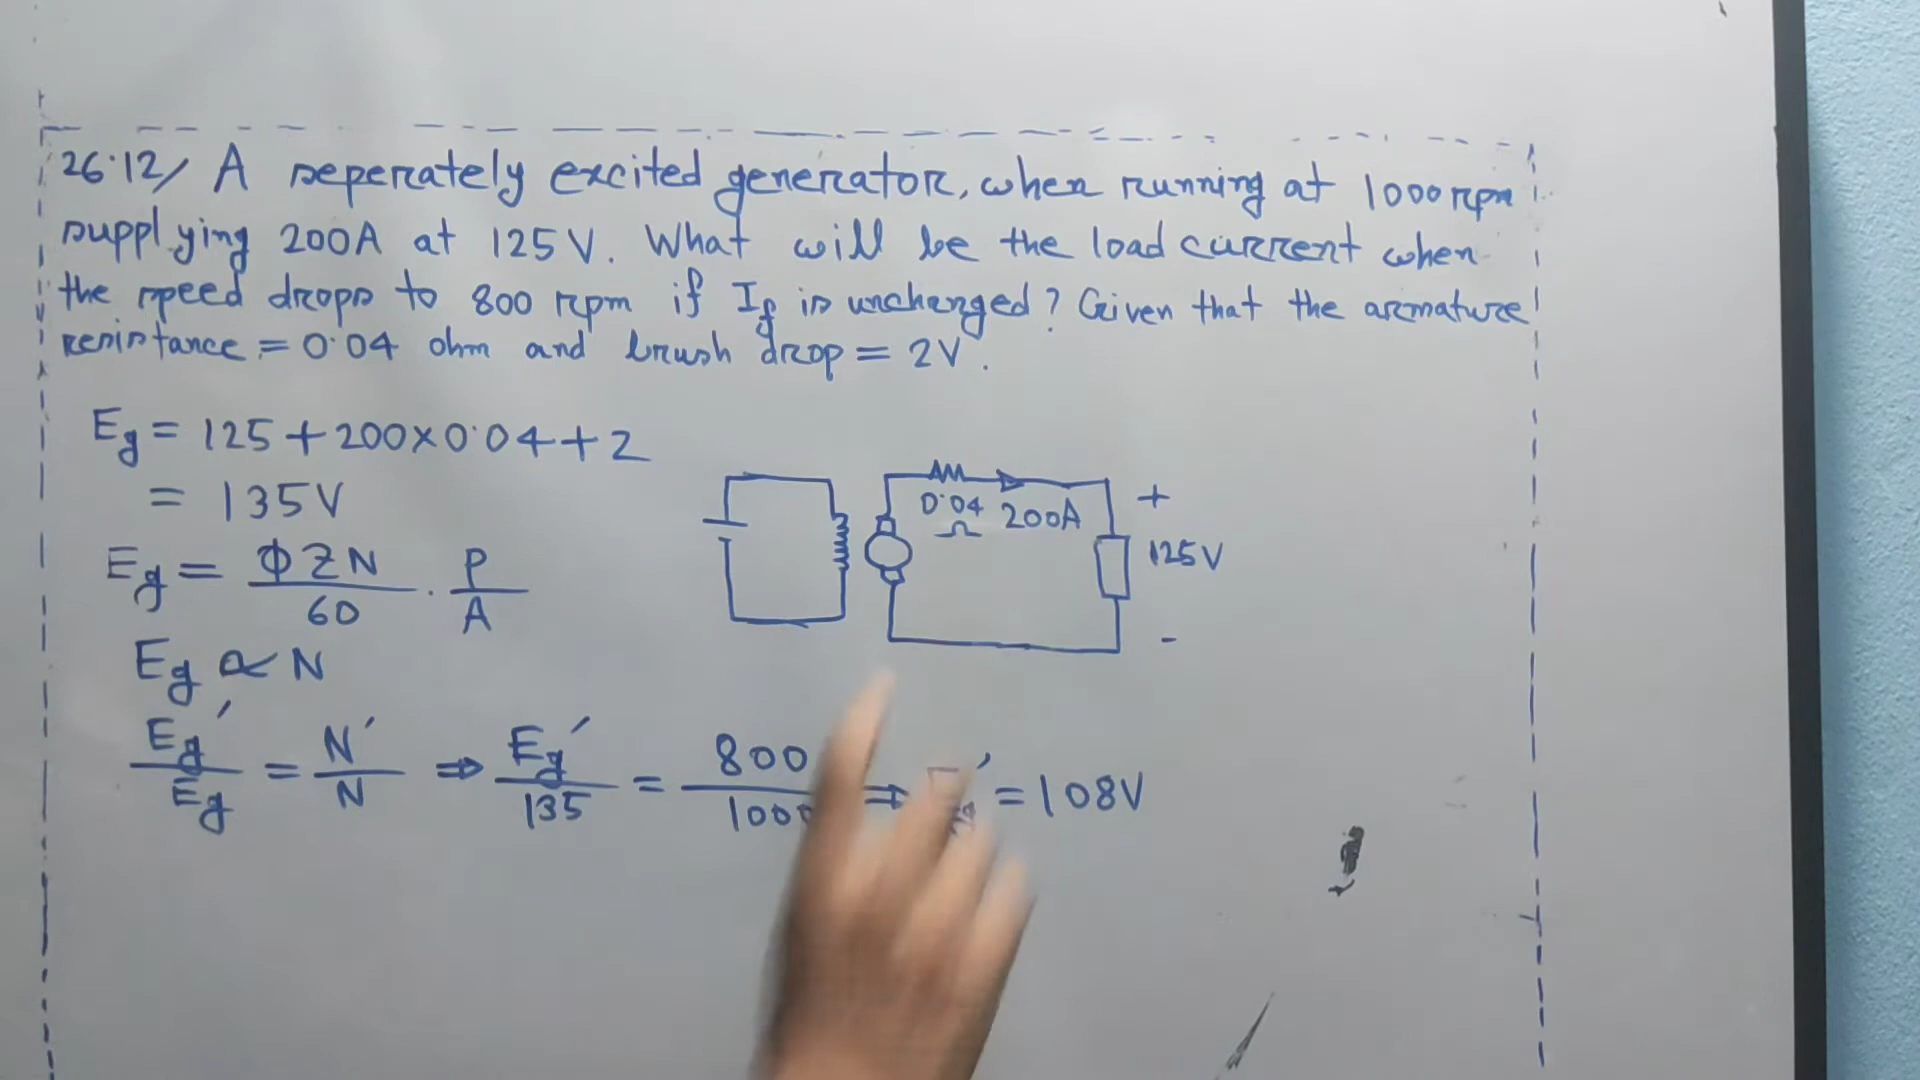 26.12/ A seperately excited generator, when running at 1000 rpm
supplying 200A at 125V. What will be the load current when
the speed drops to 800 rpm if If is unchanged? Given that the armature
resistance = 0.04 ohm and brush drop = 2V.
Eg = 125 + 200×0.04 + 2
= 135V
Eg = ΦZN/60 · P/A
Eg ∝ N
Eg'/Eg = N'/N ⇒ Eg'/135 = 800/1000 ⇒ ' = 108V
0.04 Ω
200A
+
125V
-